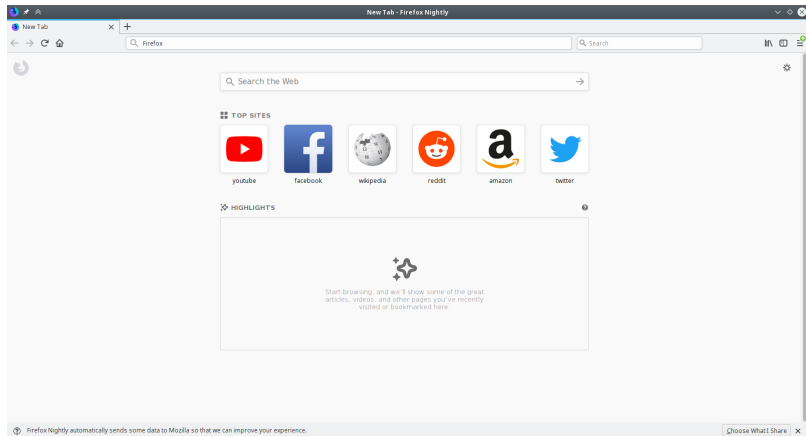 New Tab - Firefox Nightly
New Tab
Firefox
Search
Search the Web
TOP SITES
youtube
facebook
wikipedia
reddit
amazon
twitter
HIGHLIGHTS
Start browsing, and we'll show some of the great
articles, videos, and other pages you've recently
visited or bookmarked here
Firefox Nightly automatically sends some data to Mozilla so that we can improve your experience.
Choose What I Share